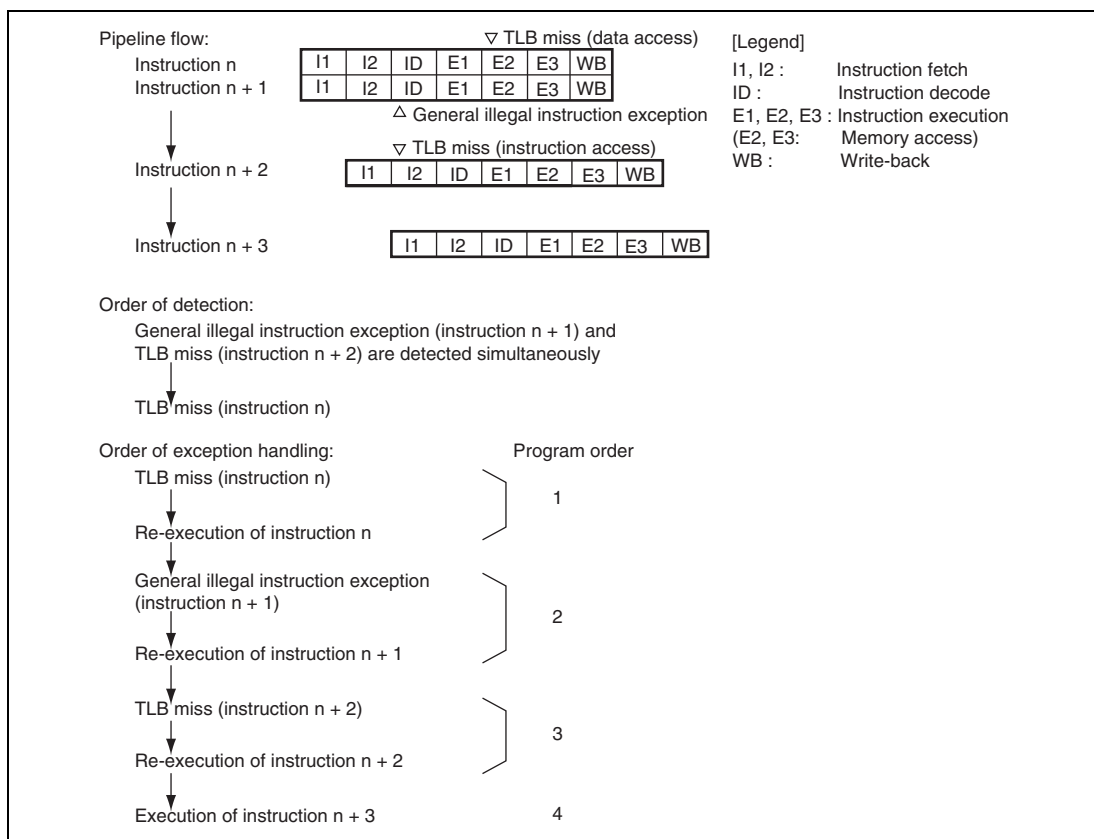 Pipeline flow:
▽ TLB miss (data access)
Instruction n
I1 I2 ID E1 E2 E3 WB
Instruction n + 1
I1 I2 ID E1 E2 E3 WB
△ General illegal instruction exception
▽ TLB miss (instruction access)
Instruction n + 2
I1 I2 ID E1 E2 E3 WB
Instruction n + 3
I1 I2 ID E1 E2 E3 WB
[Legend]
I1, I2 : Instruction fetch
ID : Instruction decode
E1, E2, E3 : Instruction execution
(E2, E3: Memory access)
WB : Write-back
Order of detection:
General illegal instruction exception (instruction n + 1) and
TLB miss (instruction n + 2) are detected simultaneously
TLB miss (instruction n)
Order of exception handling:
Program order
TLB miss (instruction n)
1
Re-execution of instruction n
General illegal instruction exception
(instruction n + 1)
2
Re-execution of instruction n + 1
TLB miss (instruction n + 2)
3
Re-execution of instruction n + 2
Execution of instruction n + 3
4